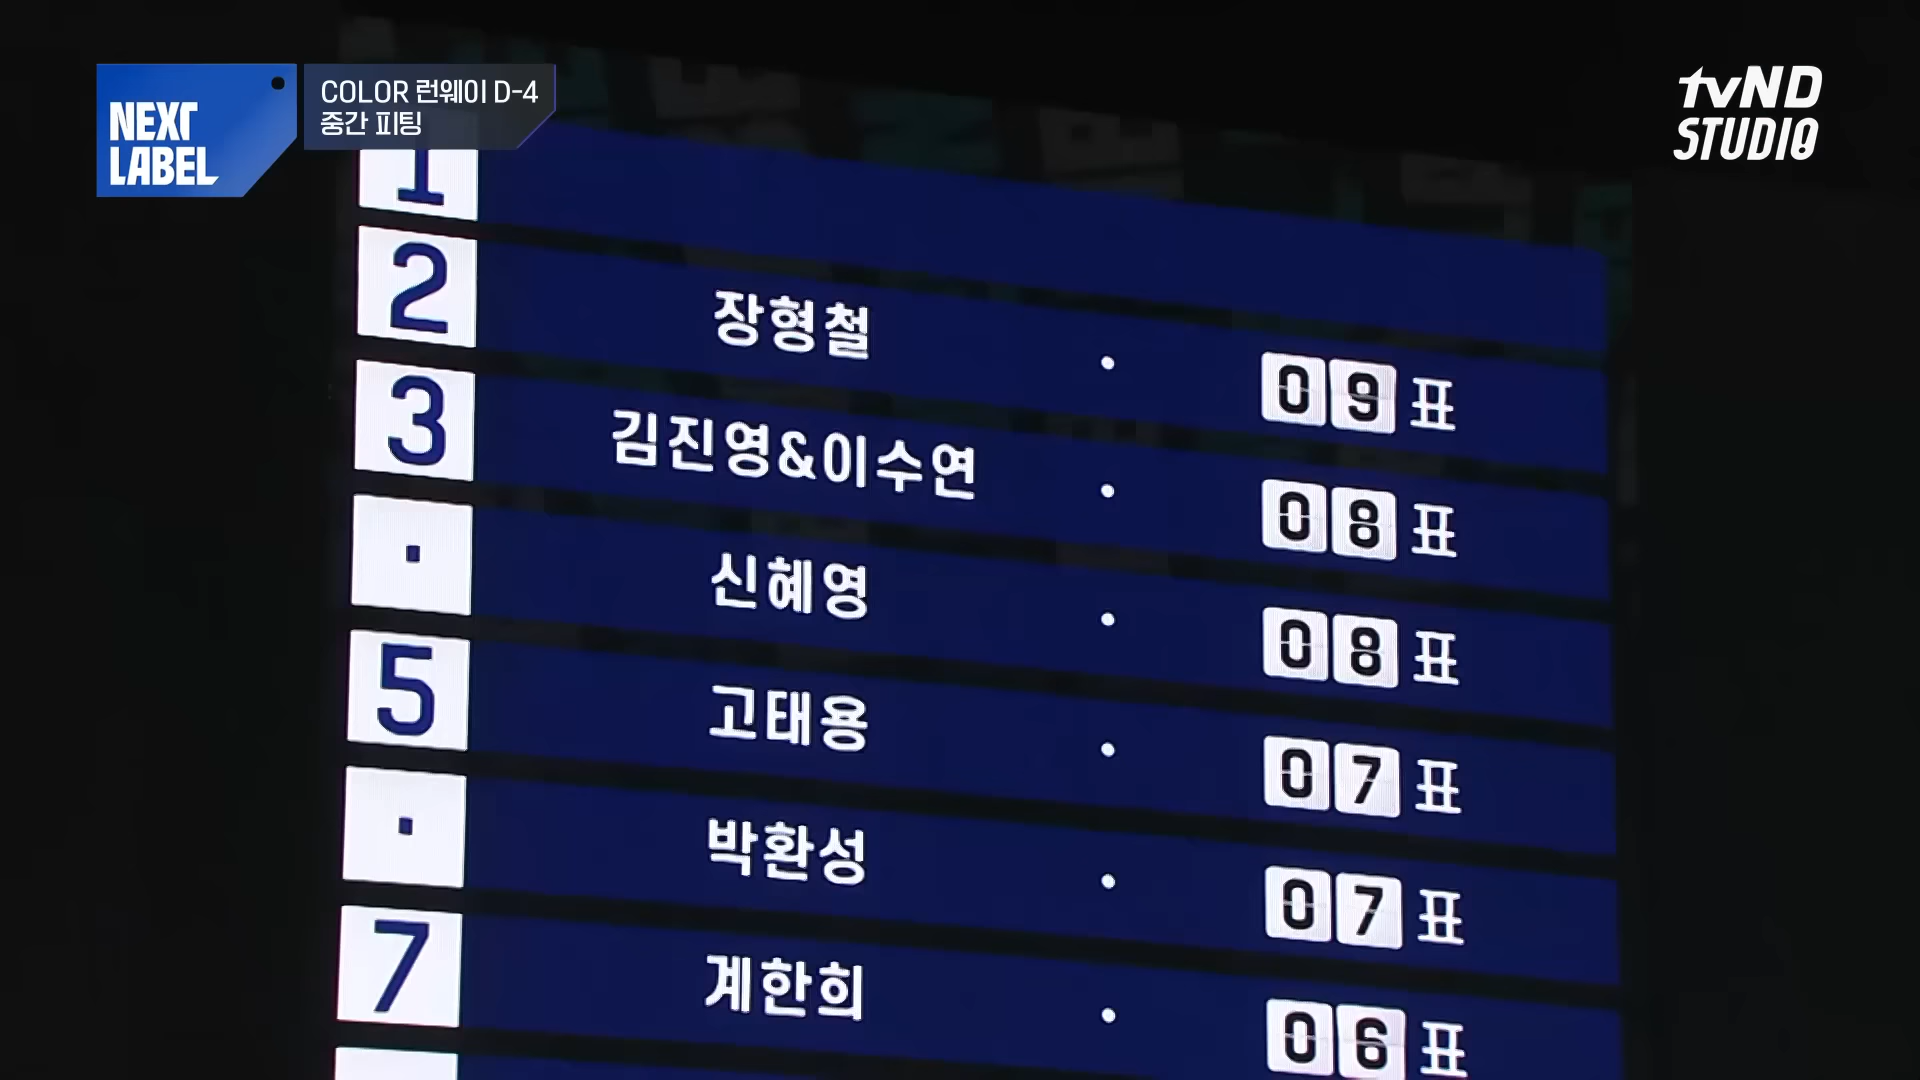 NEXT
LABEL
COLOR 런웨이 D-4
중간 피팅
tvND
STUDIO
1
2 장형철 · 09표
3 김진영&이수연 · 08표
· 신혜영 · 08표
5 고태용 · 07표
· 박환성 · 07표
7 계한희 · 06표